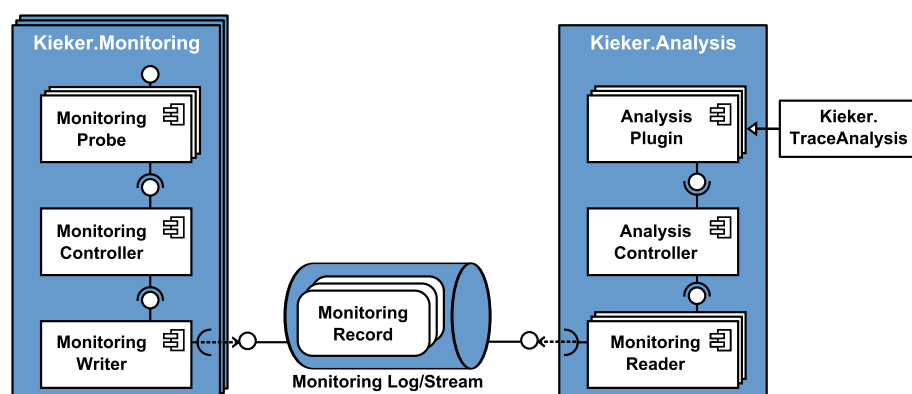 Kieker.Monitoring
Monitoring
Probe
Monitoring
Controller
Monitoring
Writer
Monitoring
Record
Monitoring Log/Stream
Kieker.Analysis
Analysis
Plugin
Analysis
Controller
Monitoring
Reader
Kieker.
TraceAnalysis